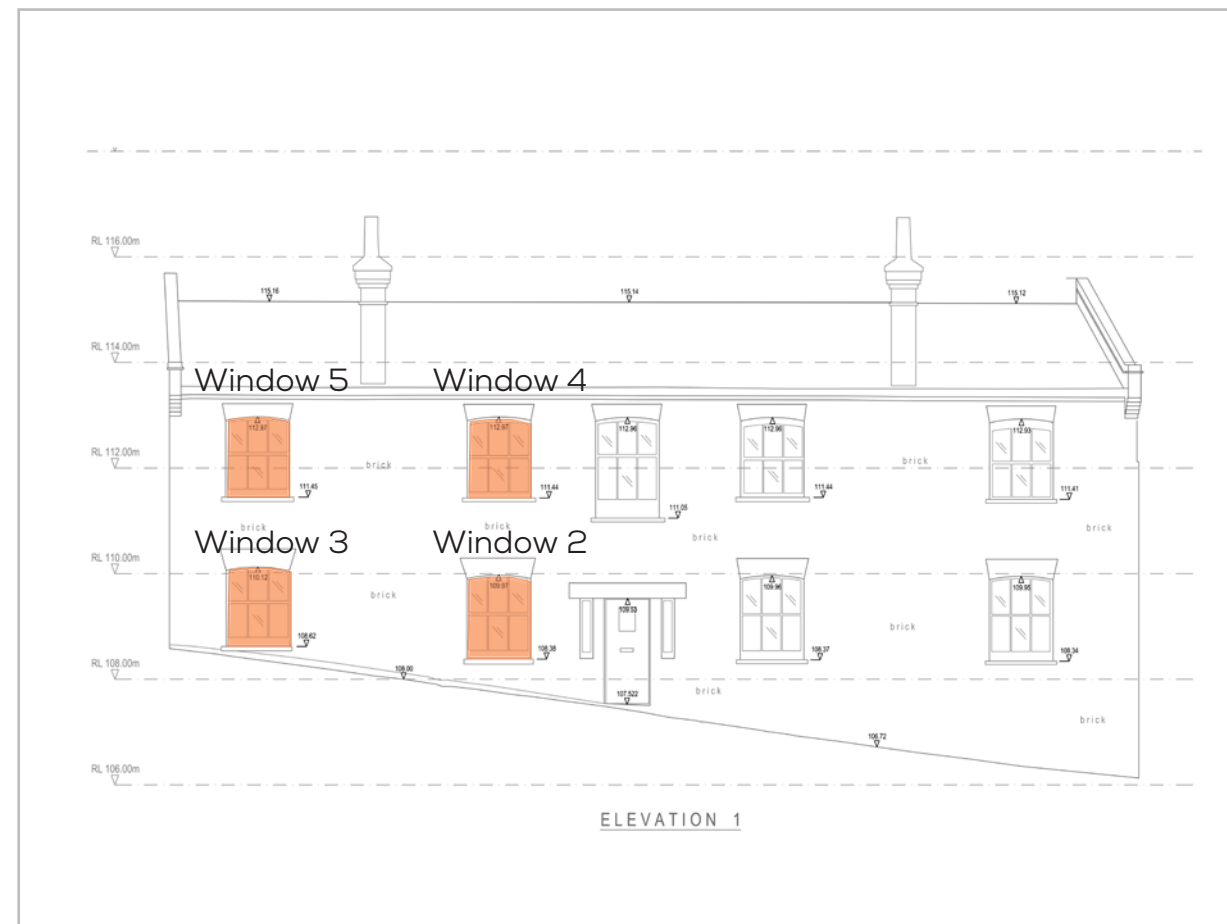 RL 116.00m
115.16
115.14
115.12
RL 114.00m
Window 5
Window 4
112.97
112.97
112.96
112.96
112.93
RL 112.00m
brick
brick
111.45
111.44
111.05
111.44
111.41
brick
brick
brick
brick
Window 3
Window 2
RL 110.00m
110.12
109.97
109.96
109.95
brick
109.53
brick
108.62
108.38
108.37
108.34
RL 108.00m
108.00
brick
107.522
brick
106.72
RL 106.00m
ELEVATION 1